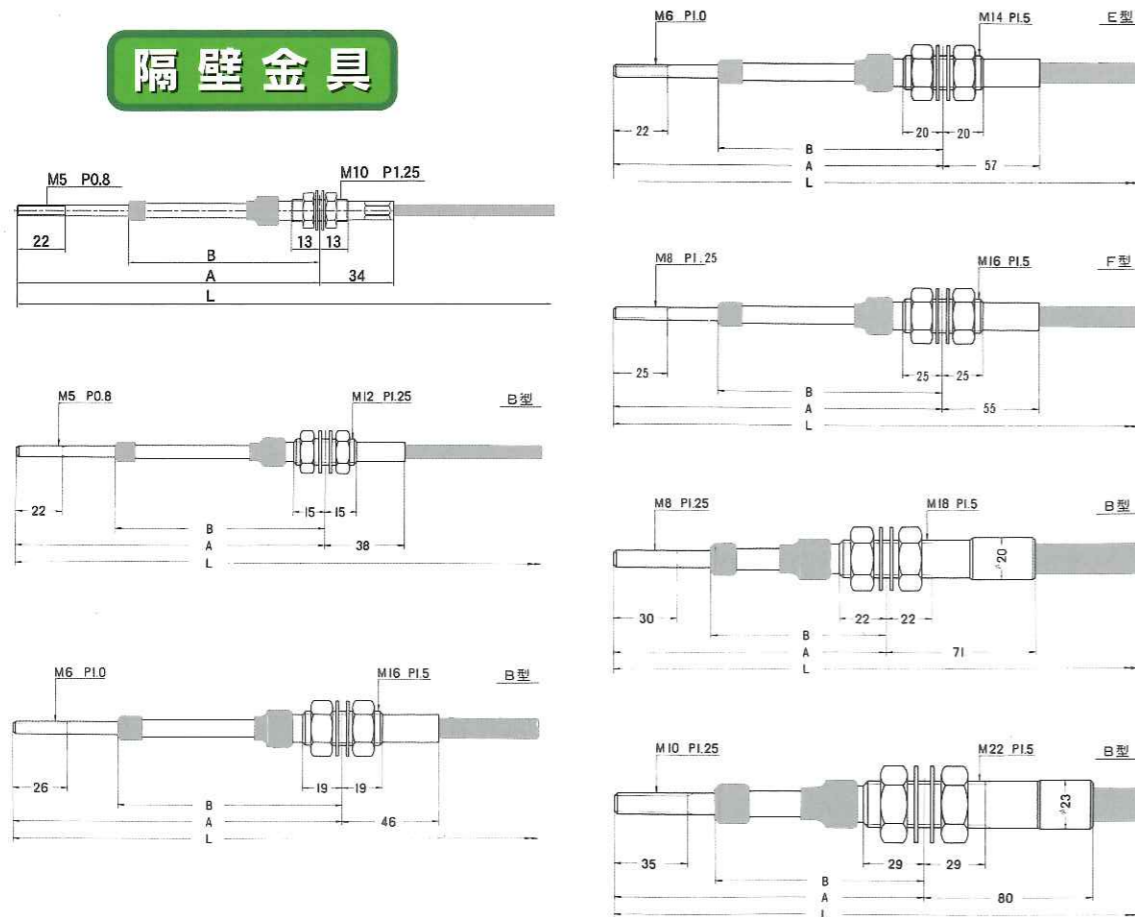 隔壁金具
M5 P0.8
M10 P1.25
22
13 13
B
A
34
L
M5 P0.8
M12 P1.25
B型
22
15 15
B
A
38
L
M6 P1.0
M16 P1.5
B型
26
19 19
B
A
46
L
M6 P1.0
M14 P1.5
E型
22
20 20
B
A
57
L
M8 P1.25
M16 P1.5
F型
25
25 25
B
A
55
L
M8 P1.25
M18 P1.5
B型
φ20
30
22 22
B
A
71
L
M10 P1.25
M22 P1.5
B型
φ23
35
29 29
B
A
80
L